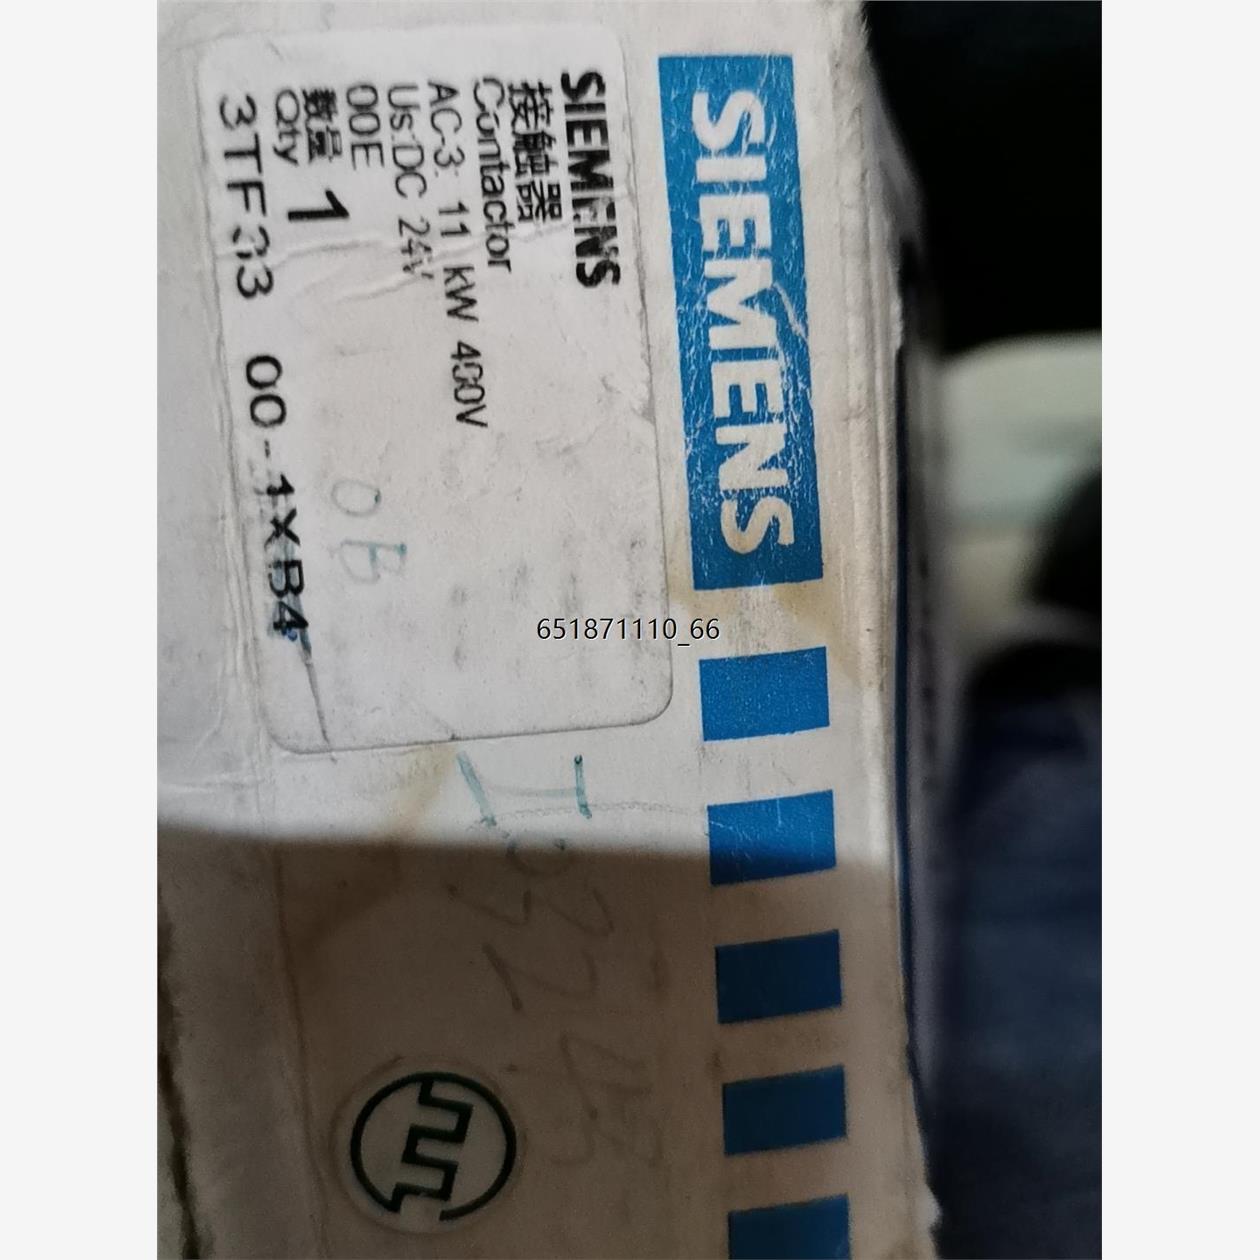 SIEMENS
SIEMENS
接触器
Contactor
AC-3: 11 kW 400V
Us:DC 24V
00E
数量
Qty 1
3TF33 00-1XB4
0B
651871110_66